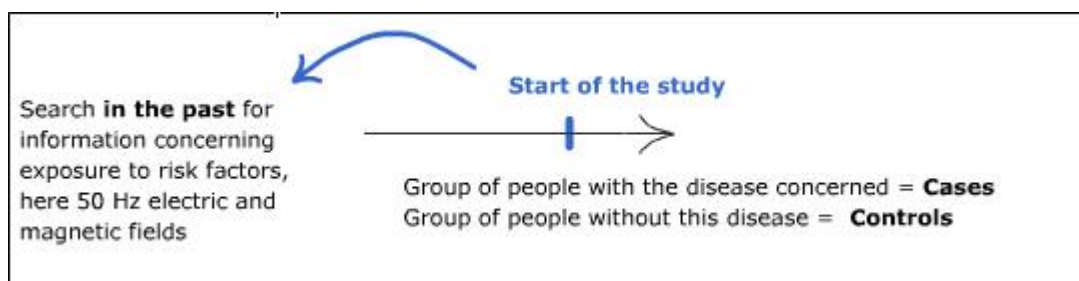 Start of the study
Search in the past for
information concerning
exposure to risk factors,
here 50 Hz electric and
magnetic fields
Group of people with the disease concerned = Cases
Group of people without this disease = Controls